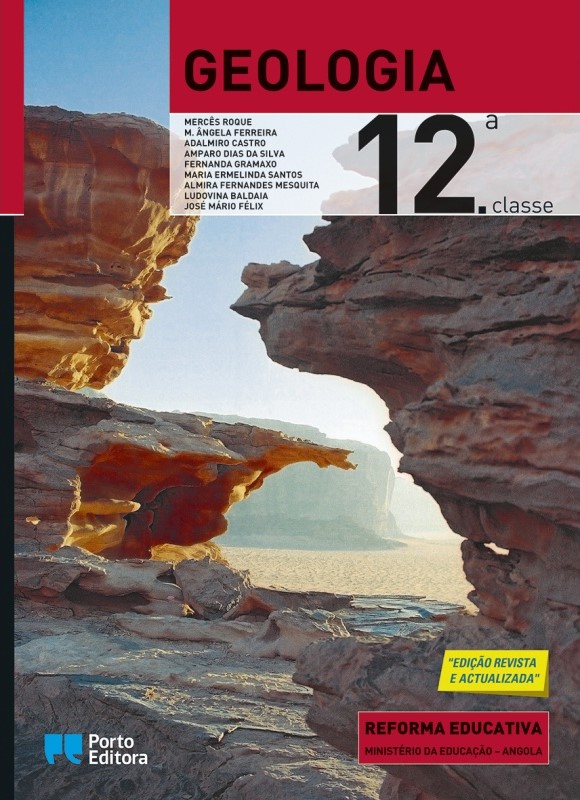 GEOLOGIA
MERCÊS ROQUE
M. ÂNGELA FERREIRA
ADALMIRO CASTRO
AMPARO DIAS DA SILVA
FERNANDA GRAMAXO
MARIA ERMELINDA SANTOS
ALMIRA FERNANDES MESQUITA
LUDOVINA BALDAIA
JOSÉ MÁRIO FÉLIX
12.ª classe
"EDIÇÃO REVISTA
E ACTUALIZADA"
REFORMA EDUCATIVA
MINISTÉRIO DA EDUCAÇÃO – ANGOLA
Porto
Editora